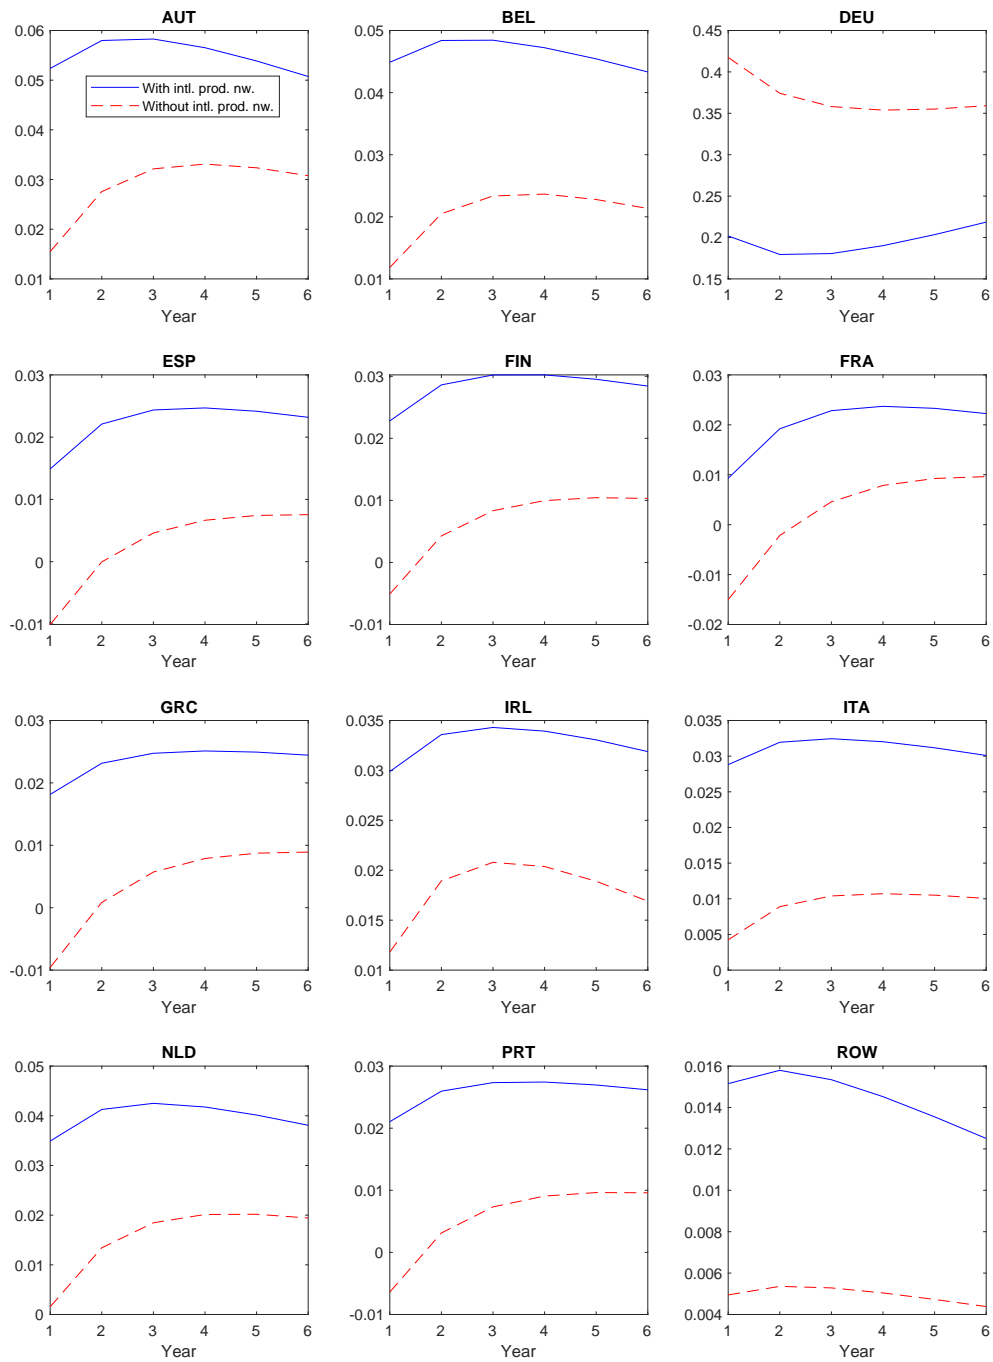 AUT
0.06
0.05
0.04
0.03
0.02
0.01
With intl. prod. nw.
Without intl. prod. nw.
1 2 3 4 5 6
Year
BEL
0.05
0.04
0.03
0.02
0.01
1 2 3 4 5 6
Year
DEU
0.45
0.4
0.35
0.3
0.25
0.2
0.15
1 2 3 4 5 6
Year
ESP
0.03
0.02
0.01
0
-0.01
1 2 3 4 5 6
Year
FIN
0.03
0.02
0.01
0
-0.01
1 2 3 4 5 6
Year
FRA
0.03
0.02
0.01
0
-0.01
-0.02
1 2 3 4 5 6
Year
GRC
0.03
0.02
0.01
0
-0.01
1 2 3 4 5 6
Year
IRL
0.035
0.03
0.025
0.02
0.015
0.01
1 2 3 4 5 6
Year
ITA
0.035
0.03
0.025
0.02
0.015
0.01
0.005
0
1 2 3 4 5 6
Year
NLD
0.05
0.04
0.03
0.02
0.01
0
1 2 3 4 5 6
Year
PRT
0.03
0.02
0.01
0
-0.01
1 2 3 4 5 6
Year
ROW
0.016
0.014
0.012
0.01
0.008
0.006
0.004
1 2 3 4 5 6
Year